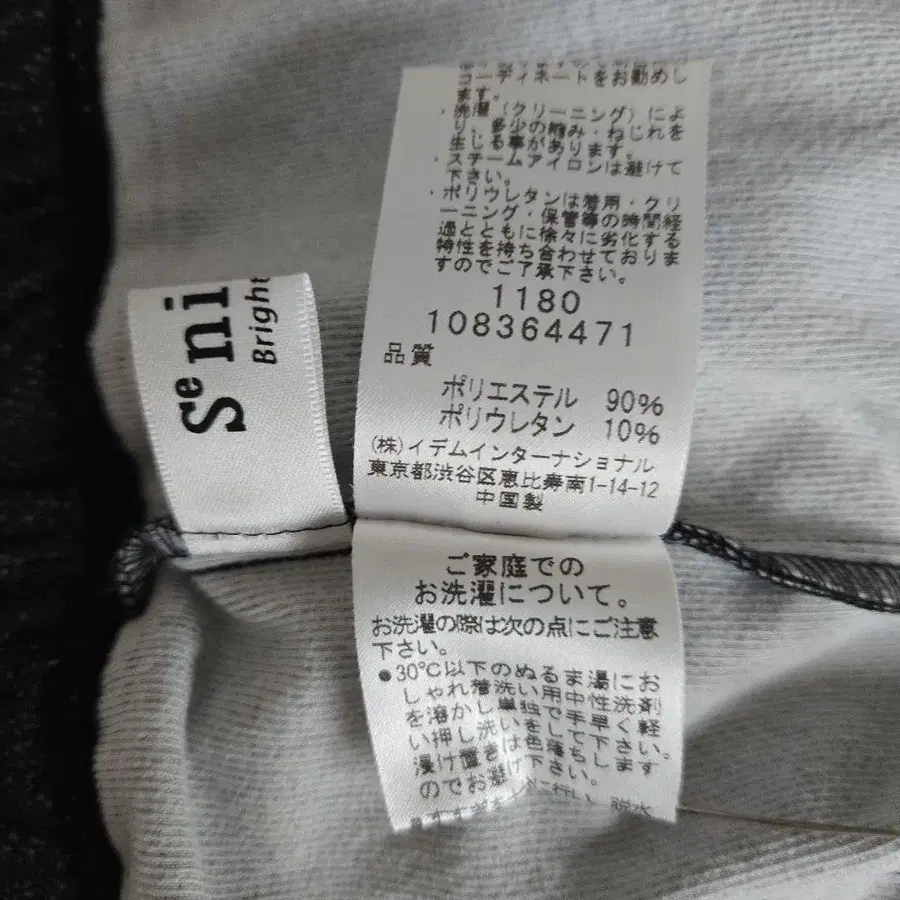 コーディネートをお勧めし
ます。
・洗濯（クリーニング）によ
り、多少の縮み・ねじれを
生じる事があります。
・スチームアイロンは避けて
下さい。
・ポリウレタンは着用・クリ
ーニング・保管等の時間経
過とともに徐々に劣化する
特性を持ち合わせておりま
すのでご了承下さい。
1180
108364471
品質
ポリエステル 90%
ポリウレタン 10%
(株)イデムインターナショナル
東京都渋谷区恵比寿南1-14-12
中国製
Seni
Bright
ご家庭での
お洗濯について。
お洗濯の際は次の点にご注意
下さい。
●30℃以下のぬるま湯にお
しゃれ着洗い用中性洗剤
を溶かし単独で手早く軽
い押し洗いをして下さい。
浸け置きは色落ちします
のでお避け下さい。
に行い、脱水